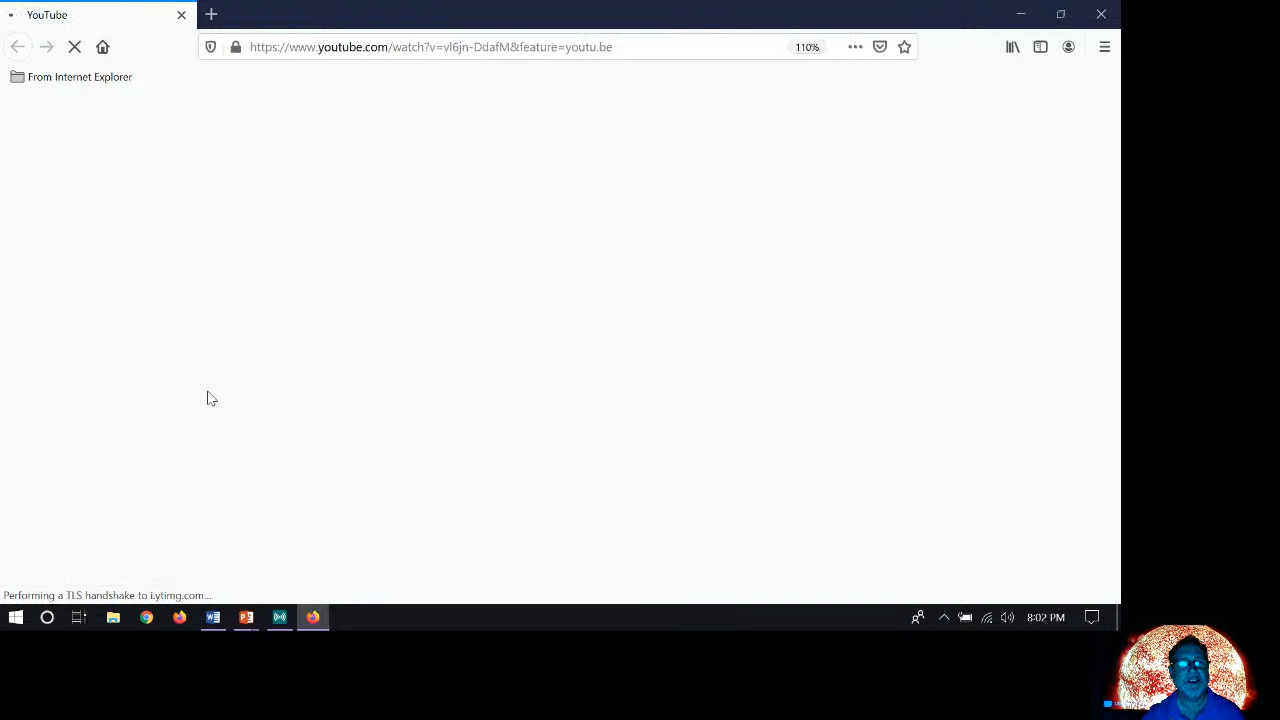 YouTube
https://www.youtube.com/watch?v=vl6jn-DdafM&feature=youtu.be
110%
From Internet Explorer
Performing a TLS handshake to i.ytimg.com...
8:02 PM